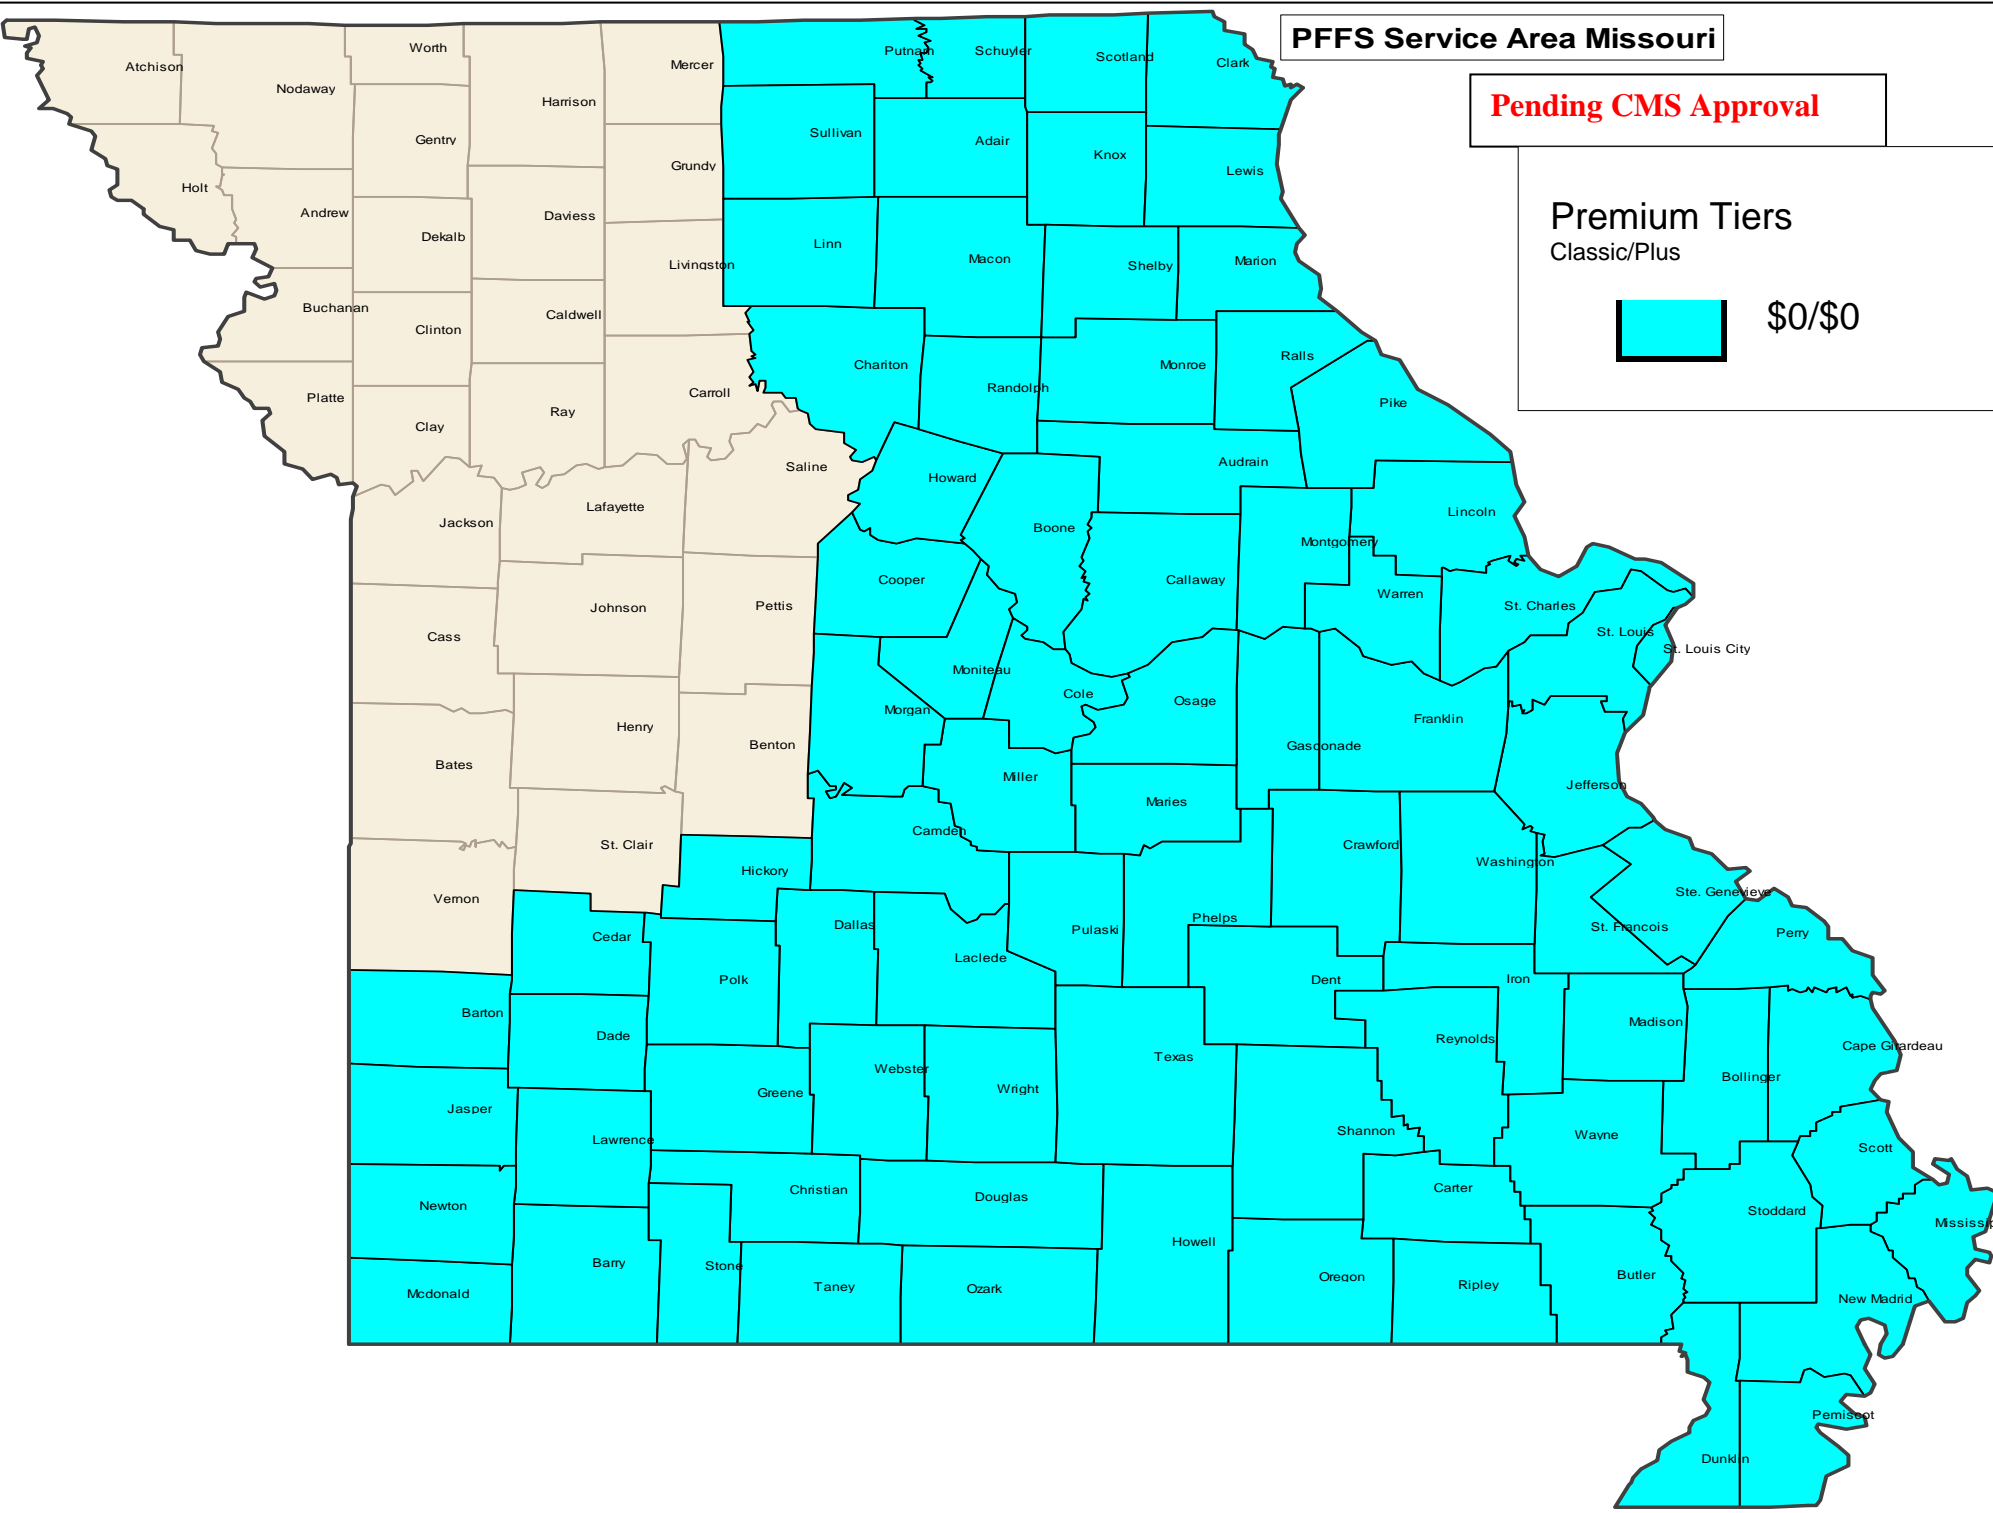 PFFS Service Area Missouri
Pending CMS Approval
Premium Tiers
Classic/Plus
$0/$0
Atchison
Nodaway
Worth
Harrison
Mercer
Putnam
Schuyler
Scotland
Clark
Gentry
Sullivan
Adair
Knox
Lewis
Grundy
Holt
Andrew
Dekalb
Daviess
Linn
Macon
Shelby
Marion
Livingston
Buchanan
Clinton
Caldwell
Chariton
Randolph
Monroe
Ralls
Pike
Platte
Clay
Ray
Carroll
Saline
Howard
Audrain
Boone
Lincoln
Jackson
Lafayette
Montgomery
Cooper
Callaway
Warren
St. Charles
St. Louis
St. Louis City
Johnson
Pettis
Cass
Moniteau
Cole
Osage
Morgan
Franklin
Gasconade
Henry
Benton
Bates
Miller
Maries
Jefferson
Camden
Crawford
Washington
St. Clair
Hickory
Ste. Genevieve
Vernon
Cedar
Dallas
Pulaski
Phelps
St. Francois
Perry
Laclede
Polk
Dent
Iron
Barton
Dade
Madison
Reynolds
Cape Girardeau
Texas
Webster
Wright
Greene
Bollinger
Jasper
Lawrence
Shannon
Wayne
Scott
Newton
Christian
Douglas
Carter
Stoddard
Mississip
Howell
Barry
Stone
Taney
Ozark
Oregon
Ripley
Butler
Mcdonald
New Madrid
Pemiscot
Dunklin